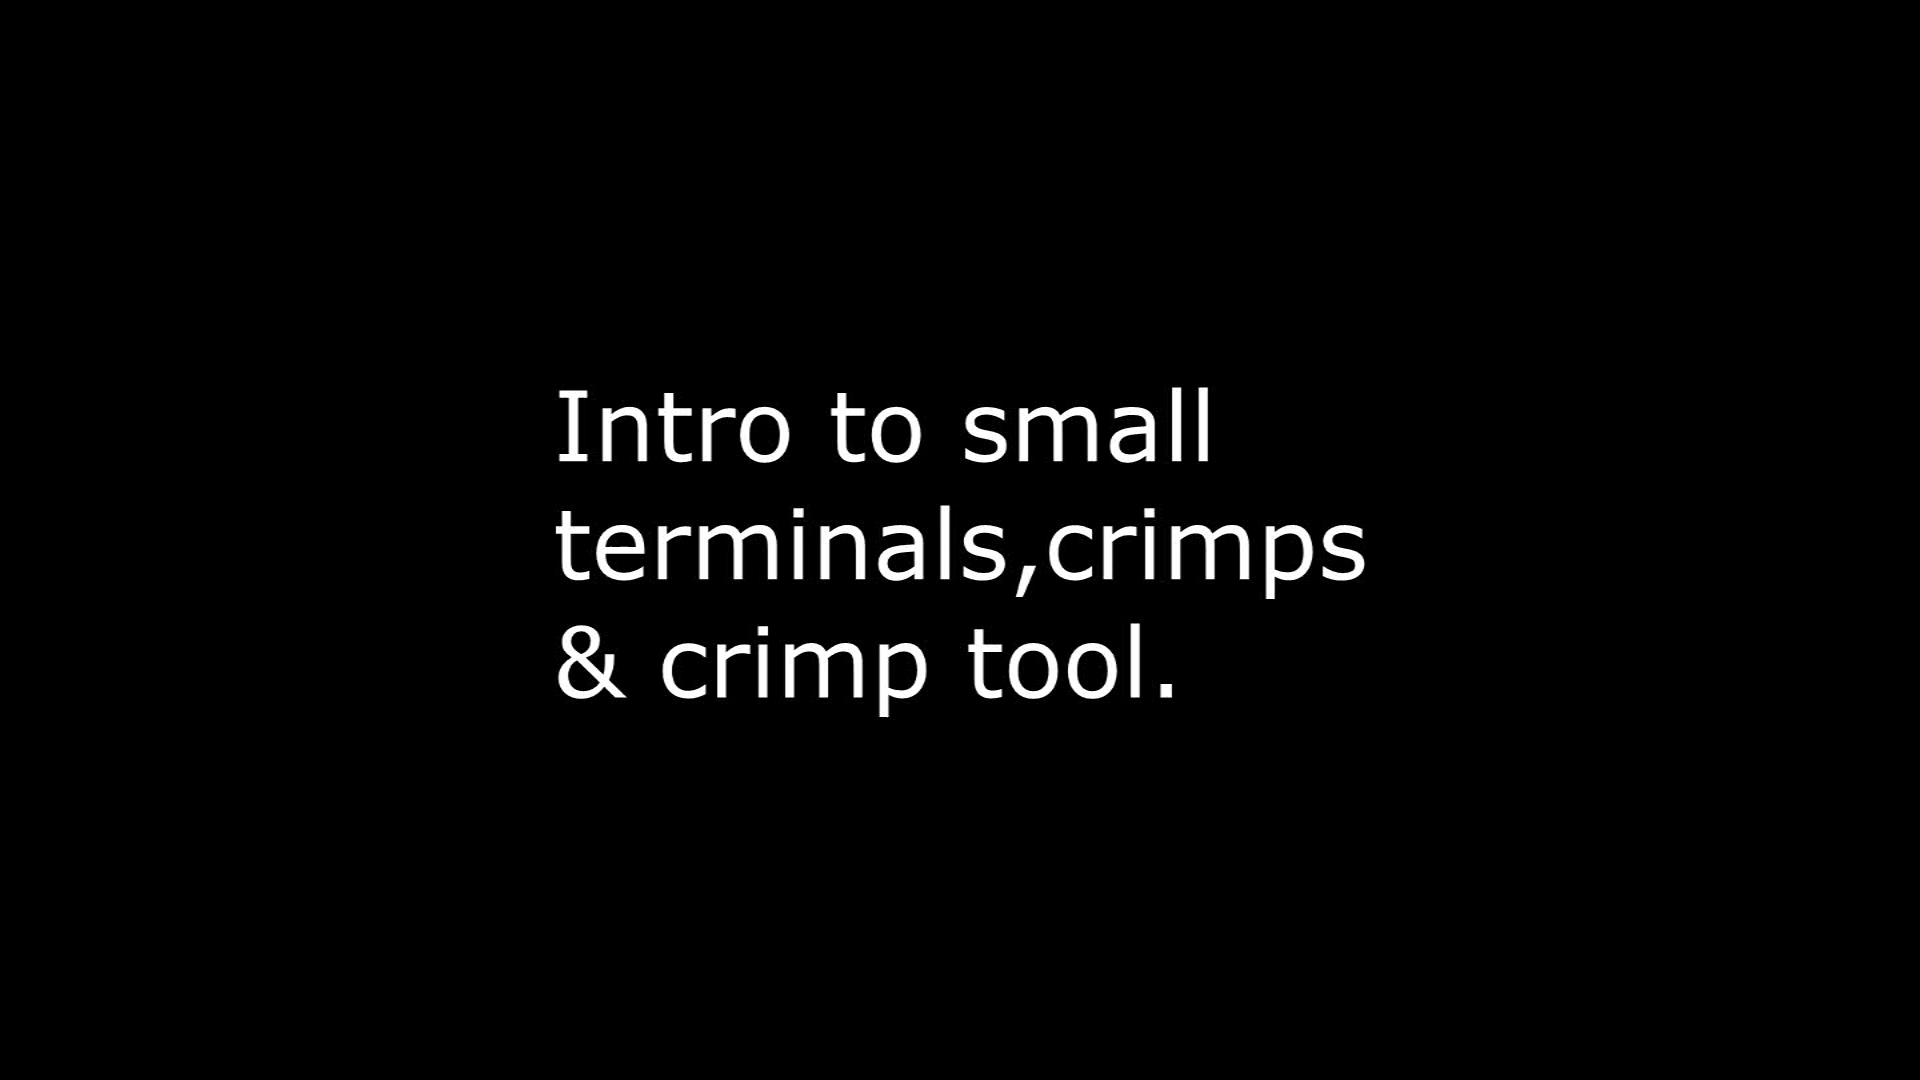 Intro to small
terminals,crimps
& crimp tool.